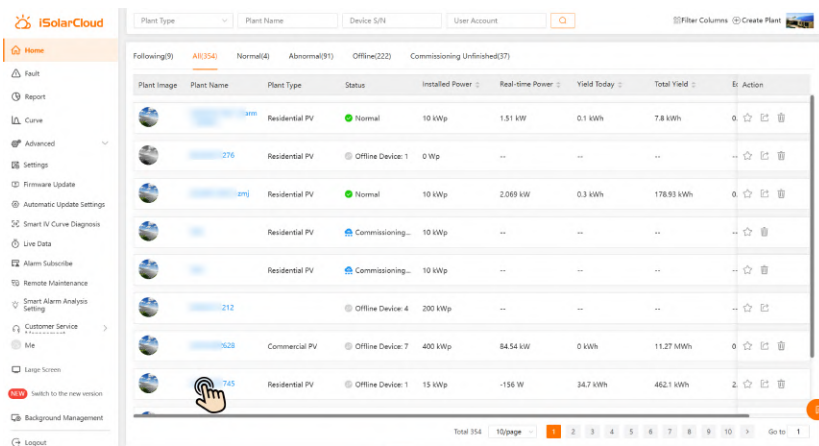 iSolarCloud
Plant Type
Plant Name
Device S/N
User Account
Filter Columns
Create Plant
Home
Fault
Report
Curve
Advanced
Settings
Firmware Update
Automatic Update Settings
Smart IV Curve Diagnosis
Live Data
Alarm Subscribe
Remote Maintenance
Smart Alarm Analysis
Setting
Customer Service
Me
Large Screen
NEW Switch to the new version
Background Management
Logout
Following(9) All(354) Normal(4) Abnormal(91) Offline(222) Commissioning Unfinished(37)
Plant Image Plant Name Plant Type Status Installed Power Real-time Power Yield Today Total Yield Action
arm Residential PV Normal 10 kWp 1.51 kW 0.1 kWh 7.8 kWh 0.
276 Residential PV Offline Device: 1 0 Wp -- -- -- --
emj Residential PV Normal 10 kWp 2.069 kW 0.3 kWh 178.93 kWh 0.
Residential PV Commissioning... 10 kWp -- -- -- --
Residential PV Commissioning... 10 kWp -- -- -- --
212 Offline Device: 4 200 kWp -- -- -- --
628 Commercial PV Offline Device: 7 400 kWp 84.54 kW 0 kWh 11.27 MWh 0
745 Residential PV Offline Device: 1 15 kWp -156 W 34.7 kWh 462.1 kWh 2.
Total 354 10/page 1 2 3 4 5 6 7 8 9 10 > Go to 1